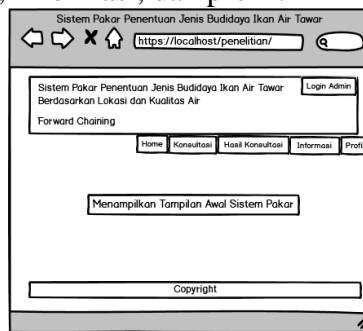 Sistem Pakar Penentuan Jenis Budidaya Ikan Air Tawar
https://localhost/penelitian/
Sistem Pakar Penentuan Jenis Budidaya Ikan Air Tawar
Berdasarkan Lokasi dan Kualitas Air
Login Admin
Forward Chaining
Home Konsultasi Hasil Konsultasi Informasi Profil
Menampilkan Tampilan Awal Sistem Pakar
Copyright